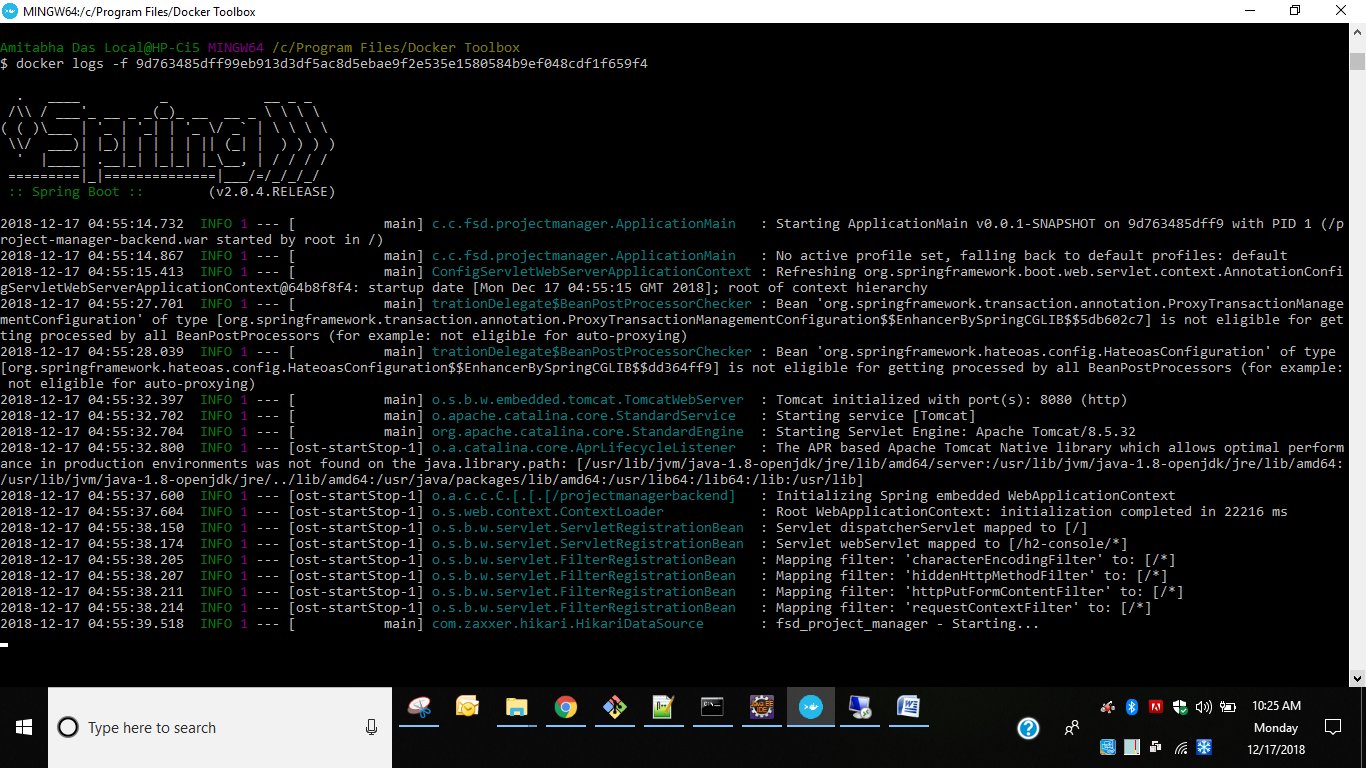 MINGW64:/c/Program Files/Docker Toolbox
Amitabha Das Local@HP-Ci5 MINGW64 /c/Program Files/Docker Toolbox
$ docker logs -f 9d763485dff99eb913d3df5ac8d5ebae9f2e535e1580584b9ef048cdf1f659f4
  .   ____          _            __ _ _
 /\\ / ___'_ __ _ _(_)_ __  __ _ \ \ \ \
( ( )\___ | '_ | '_| | '_ \/ _` | \ \ \ \
 \\/  ___)| |_)| | | | | || (_| |  ) ) ) )
  '  |____| .__|_| |_|_| |_\__, | / / / /
 =========|_|==============|___/=/_/_/_/
 :: Spring Boot ::        (v2.0.4.RELEASE)
2018-12-17 04:55:14.732  INFO 1 --- [           main] c.c.fsd.projectmanager.ApplicationMain   : Starting ApplicationMain v0.0.1-SNAPSHOT on 9d763485dff9 with PID 1 (/p
roject-manager-backend.war started by root in /)
2018-12-17 04:55:14.867  INFO 1 --- [           main] c.c.fsd.projectmanager.ApplicationMain   : No active profile set, falling back to default profiles: default
2018-12-17 04:55:15.413  INFO 1 --- [           main] ConfigServletWebServerApplicationContext : Refreshing org.springframework.boot.web.servlet.context.AnnotationConfi
gServletWebServerApplicationContext@64b8f8f4: startup date [Mon Dec 17 04:55:15 GMT 2018]; root of context hierarchy
2018-12-17 04:55:27.701  INFO 1 --- [           main] trationDelegate$BeanPostProcessorChecker : Bean 'org.springframework.transaction.annotation.ProxyTransactionManage
mentConfiguration' of type [org.springframework.transaction.annotation.ProxyTransactionManagementConfiguration$$EnhancerBySpringCGLIB$$5db602c7] is not eligible for get
ting processed by all BeanPostProcessors (for example: not eligible for auto-proxying)
2018-12-17 04:55:28.039  INFO 1 --- [           main] trationDelegate$BeanPostProcessorChecker : Bean 'org.springframework.hateoas.config.HateoasConfiguration' of type
[org.springframework.hateoas.config.HateoasConfiguration$$EnhancerBySpringCGLIB$$dd364ff9] is not eligible for getting processed by all BeanPostProcessors (for example:
 not eligible for auto-proxying)
2018-12-17 04:55:32.397  INFO 1 --- [           main] o.s.b.w.embedded.tomcat.TomcatWebServer  : Tomcat initialized with port(s): 8080 (http)
2018-12-17 04:55:32.702  INFO 1 --- [           main] o.apache.catalina.core.StandardService   : Starting service [Tomcat]
2018-12-17 04:55:32.704  INFO 1 --- [           main] org.apache.catalina.core.StandardEngine  : Starting Servlet Engine: Apache Tomcat/8.5.32
2018-12-17 04:55:32.800  INFO 1 --- [ost-startStop-1] o.a.catalina.core.AprLifecycleListener   : The APR based Apache Tomcat Native library which allows optimal perform
ance in production environments was not found on the java.library.path: [/usr/lib/jvm/java-1.8-openjdk/jre/lib/amd64/server:/usr/lib/jvm/java-1.8-openjdk/jre/lib/amd64:
/usr/lib/jvm/java-1.8-openjdk/jre/../lib/amd64:/usr/java/packages/lib/amd64:/usr/lib64:/lib64:/lib:/usr/lib]
2018-12-17 04:55:37.600  INFO 1 --- [ost-startStop-1] o.a.c.c.C.[.[.[/projectmanagerbackend]   : Initializing Spring embedded WebApplicationContext
2018-12-17 04:55:37.604  INFO 1 --- [ost-startStop-1] o.s.web.context.ContextLoader            : Root WebApplicationContext: initialization completed in 22216 ms
2018-12-17 04:55:38.150  INFO 1 --- [ost-startStop-1] o.s.b.w.servlet.ServletRegistrationBean  : Servlet dispatcherServlet mapped to [/]
2018-12-17 04:55:38.174  INFO 1 --- [ost-startStop-1] o.s.b.w.servlet.ServletRegistrationBean  : Servlet webServlet mapped to [/h2-console/*]
2018-12-17 04:55:38.205  INFO 1 --- [ost-startStop-1] o.s.b.w.servlet.FilterRegistrationBean   : Mapping filter: 'characterEncodingFilter' to: [/*]
2018-12-17 04:55:38.207  INFO 1 --- [ost-startStop-1] o.s.b.w.servlet.FilterRegistrationBean   : Mapping filter: 'hiddenHttpMethodFilter' to: [/*]
2018-12-17 04:55:38.211  INFO 1 --- [ost-startStop-1] o.s.b.w.servlet.FilterRegistrationBean   : Mapping filter: 'httpPutFormContentFilter' to: [/*]
2018-12-17 04:55:38.214  INFO 1 --- [ost-startStop-1] o.s.b.w.servlet.FilterRegistrationBean   : Mapping filter: 'requestContextFilter' to: [/*]
2018-12-17 04:55:39.518  INFO 1 --- [           main] com.zaxxer.hikari.HikariDataSource       : fsd_project_manager - Starting...
Type here to search
10:25 AM
Monday
12/17/2018